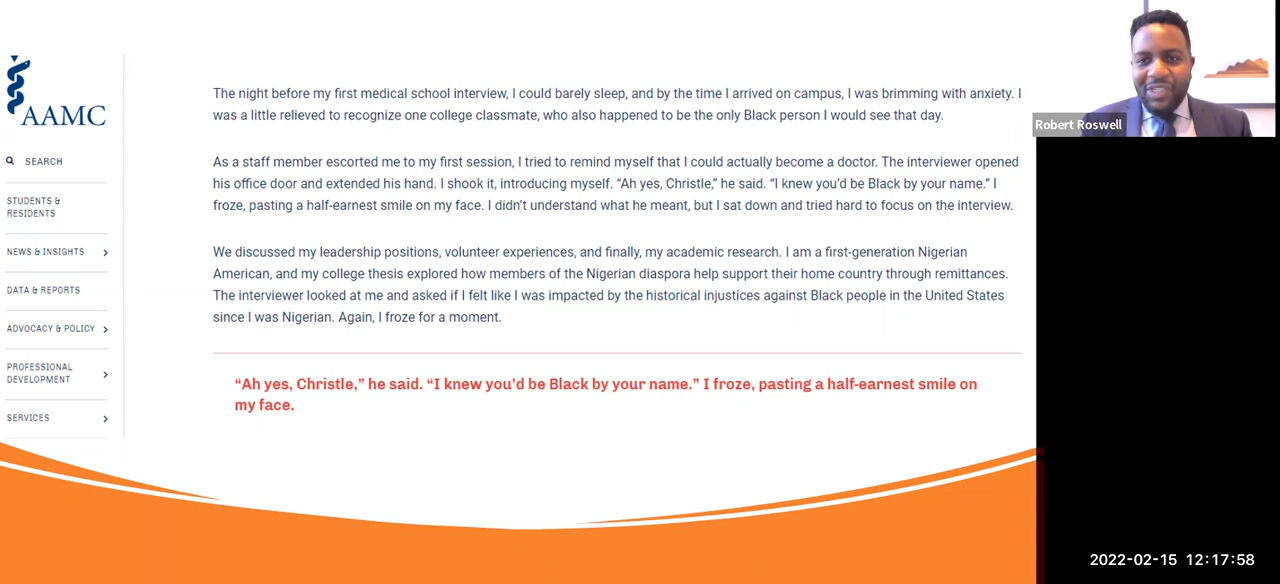 AAMC
SEARCH
STUDENTS &
RESIDENTS
NEWS & INSIGHTS
DATA & REPORTS
ADVOCACY & POLICY
PROFESSIONAL
DEVELOPMENT
SERVICES
The night before my first medical school interview, I could barely sleep, and by the time I arrived on campus, I was brimming with anxiety. I
was a little relieved to recognize one college classmate, who also happened to be the only Black person I would see that day.
As a staff member escorted me to my first session, I tried to remind myself that I could actually become a doctor. The interviewer opened
his office door and extended his hand. I shook it, introducing myself. “Ah yes, Christle,” he said. “I knew you’d be Black by your name.” I
froze, pasting a half-earnest smile on my face. I didn’t understand what he meant, but I sat down and tried hard to focus on the interview.
We discussed my leadership positions, volunteer experiences, and finally, my academic research. I am a first-generation Nigerian
American, and my college thesis explored how members of the Nigerian diaspora help support their home country through remittances.
The interviewer looked at me and asked if I felt like I was impacted by the historical injustices against Black people in the United States
since I was Nigerian. Again, I froze for a moment.
“Ah yes, Christle,” he said. “I knew you’d be Black by your name.” I froze, pasting a half-earnest smile on
my face.
Robert Roswell
2022-02-15 12:17:58